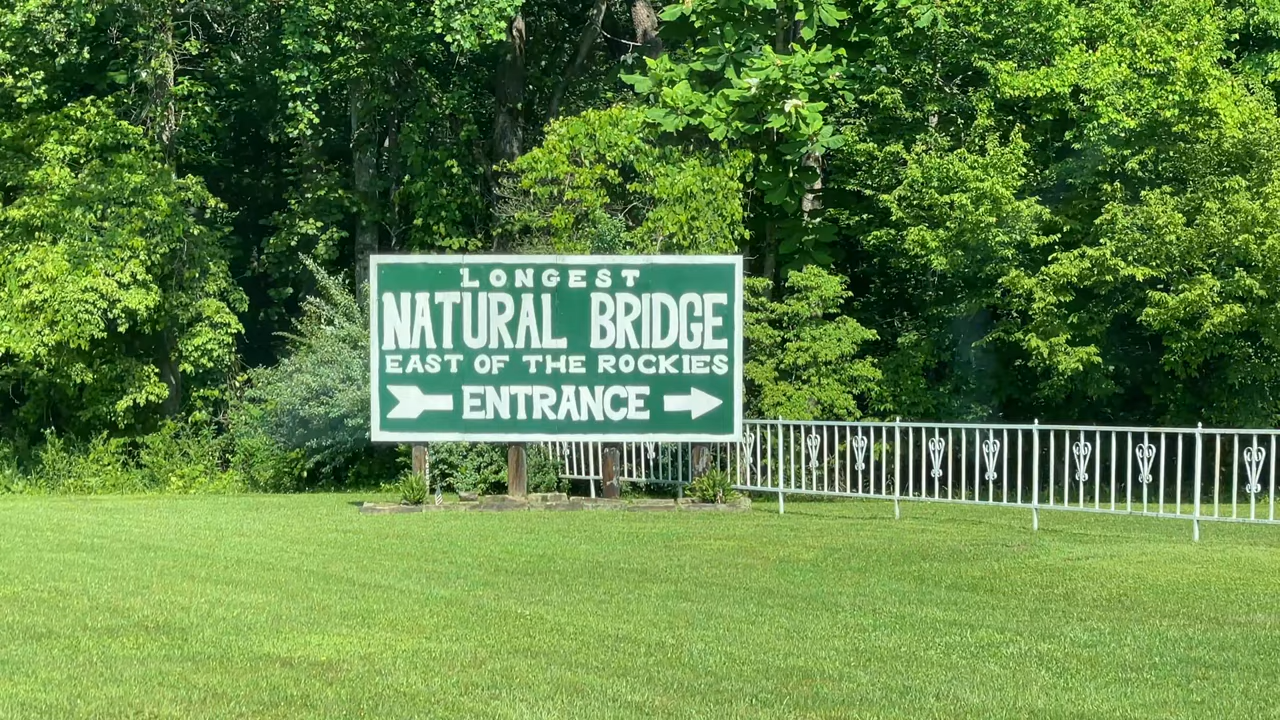 LONGEST
NATURAL BRIDGE
EAST OF THE ROCKIES
ENTRANCE